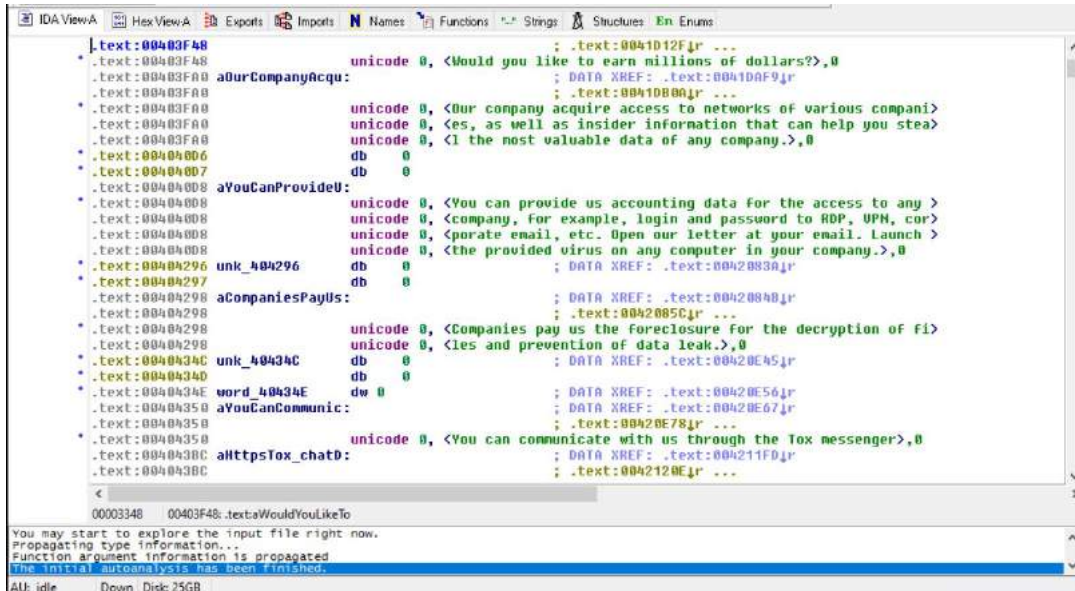 IDA View-A Hex View-A Exports Imports N Names Functions "..." Strings Structures En Enums
.text:00403F48 ; .text:0041D12F↓r ...
.text:00403F48 unicode 0, <Would you like to earn millions of dollars?>,0
.text:00403FA0 aOurCompanyAcqu: ; DATA XREF: .text:0041DAF9↓r
.text:00403FA0 ; .text:0041DB0A↓r ...
.text:00403FA0 unicode 0, <Our company acquire access to networks of various compani>
.text:00403FA0 unicode 0, <es, as well as insider information that can help you stea>
.text:00403FA0 unicode 0, <l the most valuable data of any company.>,0
.text:004040D6 db 0
.text:004040D7 db 0
.text:004040D8 aYouCanProvideU:
.text:004040D8 unicode 0, <You can provide us accounting data for the access to any >
.text:004040D8 unicode 0, <company, for example, login and password to RDP, VPN, cor>
.text:004040D8 unicode 0, <porate email, etc. Open our letter at your email. Launch >
.text:004040D8 unicode 0, <the provided virus on any computer in your company.>,0
.text:00404296 unk_404296 db 0 ; DATA XREF: .text:0042083A↓r
.text:00404297 db 0
.text:00404298 aCompaniesPayUs: ; DATA XREF: .text:0042084B↓r
.text:00404298 ; .text:0042085C↓r ...
.text:00404298 unicode 0, <Companies pay us the foreclosure for the decryption of fi>
.text:00404298 unicode 0, <les and prevention of data leak.>,0
.text:0040434C unk_40434C db 0 ; DATA XREF: .text:00420E45↓r
.text:0040434D db 0
.text:0040434E word_40434E dw 0 ; DATA XREF: .text:00420E56↓r
.text:00404350 aYouCanCommunic: ; DATA XREF: .text:00420E67↓r
.text:00404350 ; .text:00420E78↓r ...
.text:00404350 unicode 0, <You can communicate with us through the Tox messenger>,0
.text:004043BC aHttpsTox_chatD: ; DATA XREF: .text:004211FD↓r
.text:004043BC ; .text:0042120E↓r ...
00003348 00403F48: .text:aWouldYouLikeTo
You may start to explore the input file right now.
Propagating type information...
Function argument information is propagated
The initial autoanalysis has been finished.
AU: idle Down Disk: 25GB